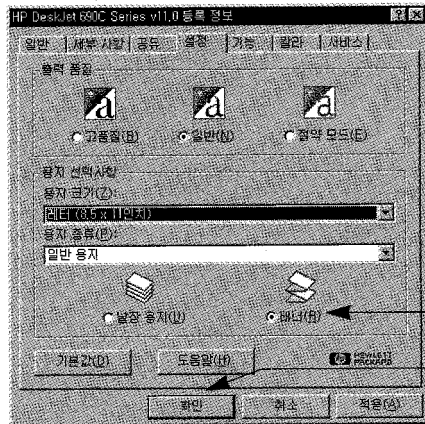 HP DeskJet 690C Series v11.0 등록 정보
일반 세부 사항 공유 설정 기능 칼라 서비스
출력 품질
a a a
고품질(B) 일반(N) 절약 모드(E)
용지 선택사항
용지 크기(Z):
레터 (8.5 x 11인치)
용지 종류(P):
일반 용지
낱장 용지(U) 배너(R)
기본값(D) 도움말(H) hp HEWLETT PACKARD
확인 취소 적용(A)